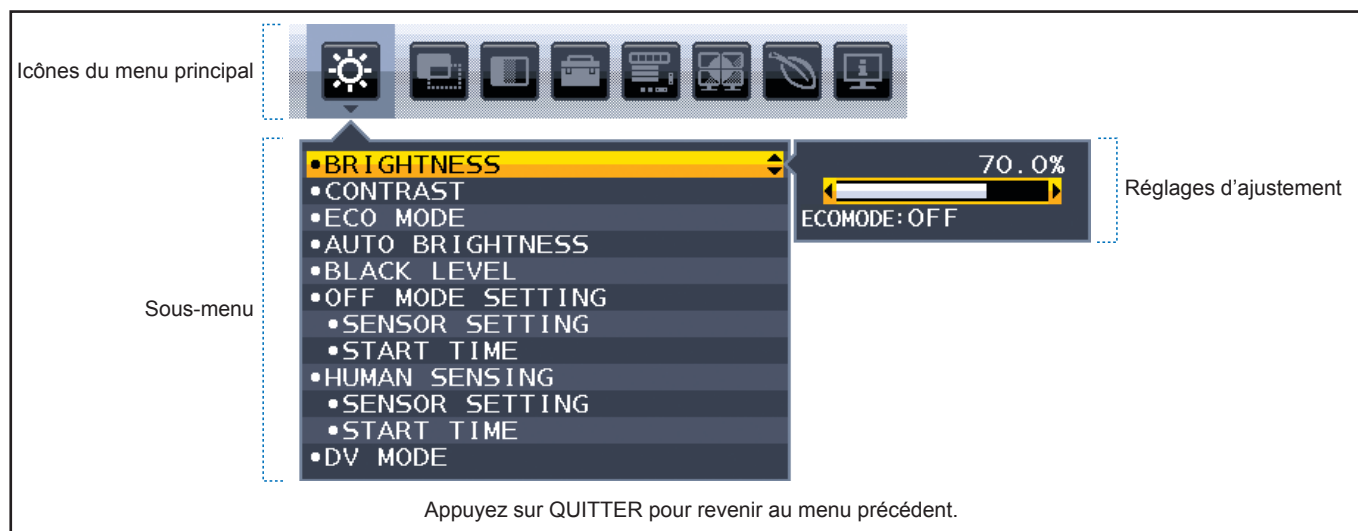 Icônes du menu principal
BRIGHTNESS
CONTRAST
ECO MODE
AUTO BRIGHTNESS
BLACK LEVEL
OFF MODE SETTING
SENSOR SETTING
START TIME
HUMAN SENSING
SENSOR SETTING
START TIME
DV MODE
70.0%
ECOMODE:OFF
Réglages d’ajustement
Sous-menu
Appuyez sur QUITTER pour revenir au menu précédent.